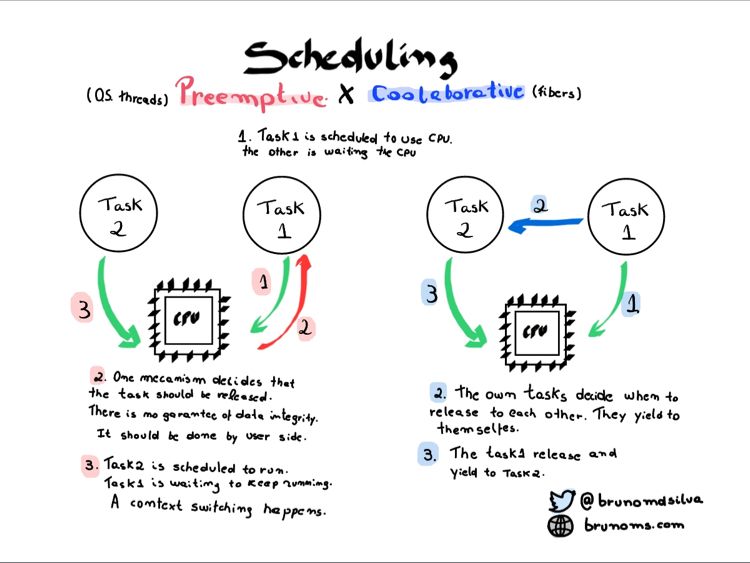 Scheduling
(OS. threads) Preemptive X Coolaborative (fibers)
1. Task1 is scheduled to use CPU.
the other is waiting the CPU
Task 2
Task 1
1
2
3
CPU
2. One mecanism decides that
the task should be released.
There is no garantee of data integrity.
It should be done by user side.
3. Task2 is scheduled to run.
Task1 is waiting to keep running.
A context switching happens.
Task 2
2
Task 1
3
1
CPU
2. The own tasks decide when to
release to each other. They yield to
themselfes.
3. The task1 release and
yield to Task2.
@brunomdsilva
brunoms.com